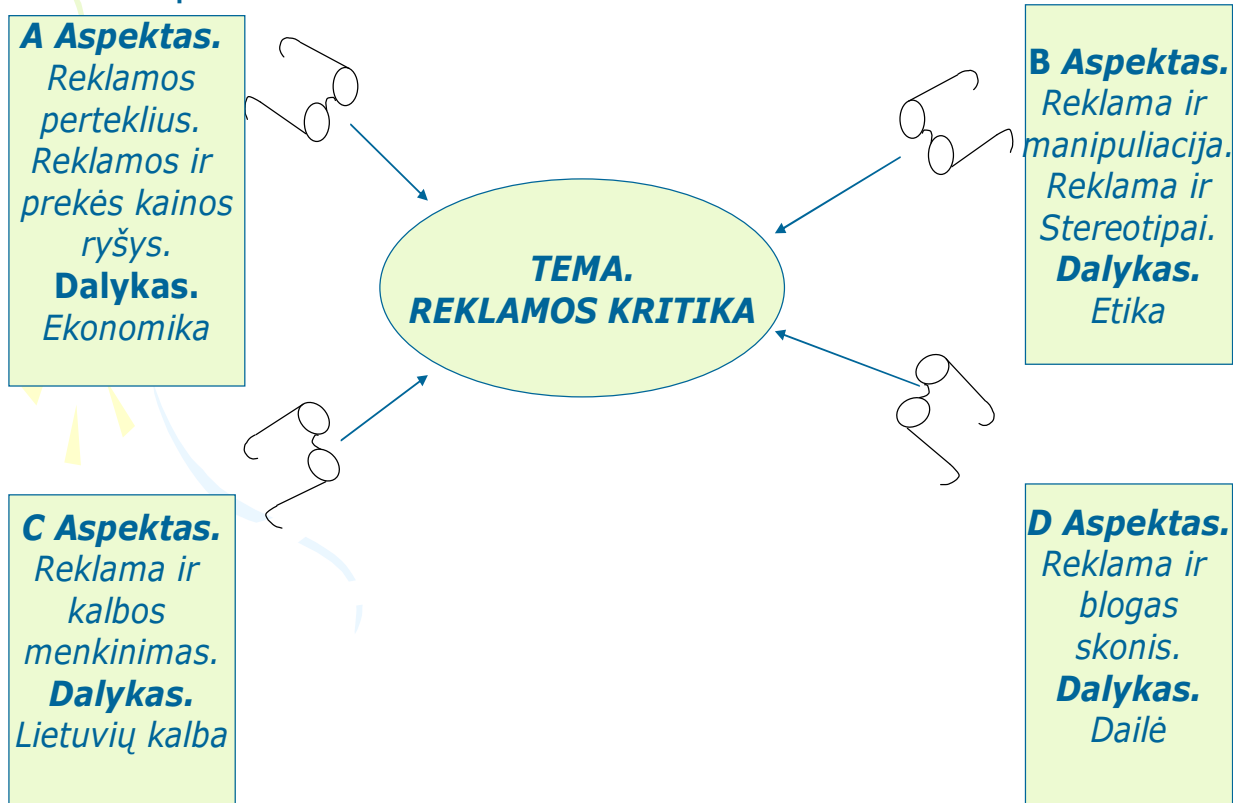 A Aspektas.
Reklamos
perteklius.
Reklamos ir
prekės kainos
ryšys.
Dalykas.
Ekonomika
B Aspektas.
Reklama ir
manipuliacija.
Reklama ir
Stereotipai.
Dalykas.
Etika
TEMA.
REKLAMOS KRITIKA
C Aspektas.
Reklama ir
kalbos
menkinimas.
Dalykas.
Lietuvių kalba
D Aspektas.
Reklama ir
blogas
skonis.
Dalykas.
Dailė